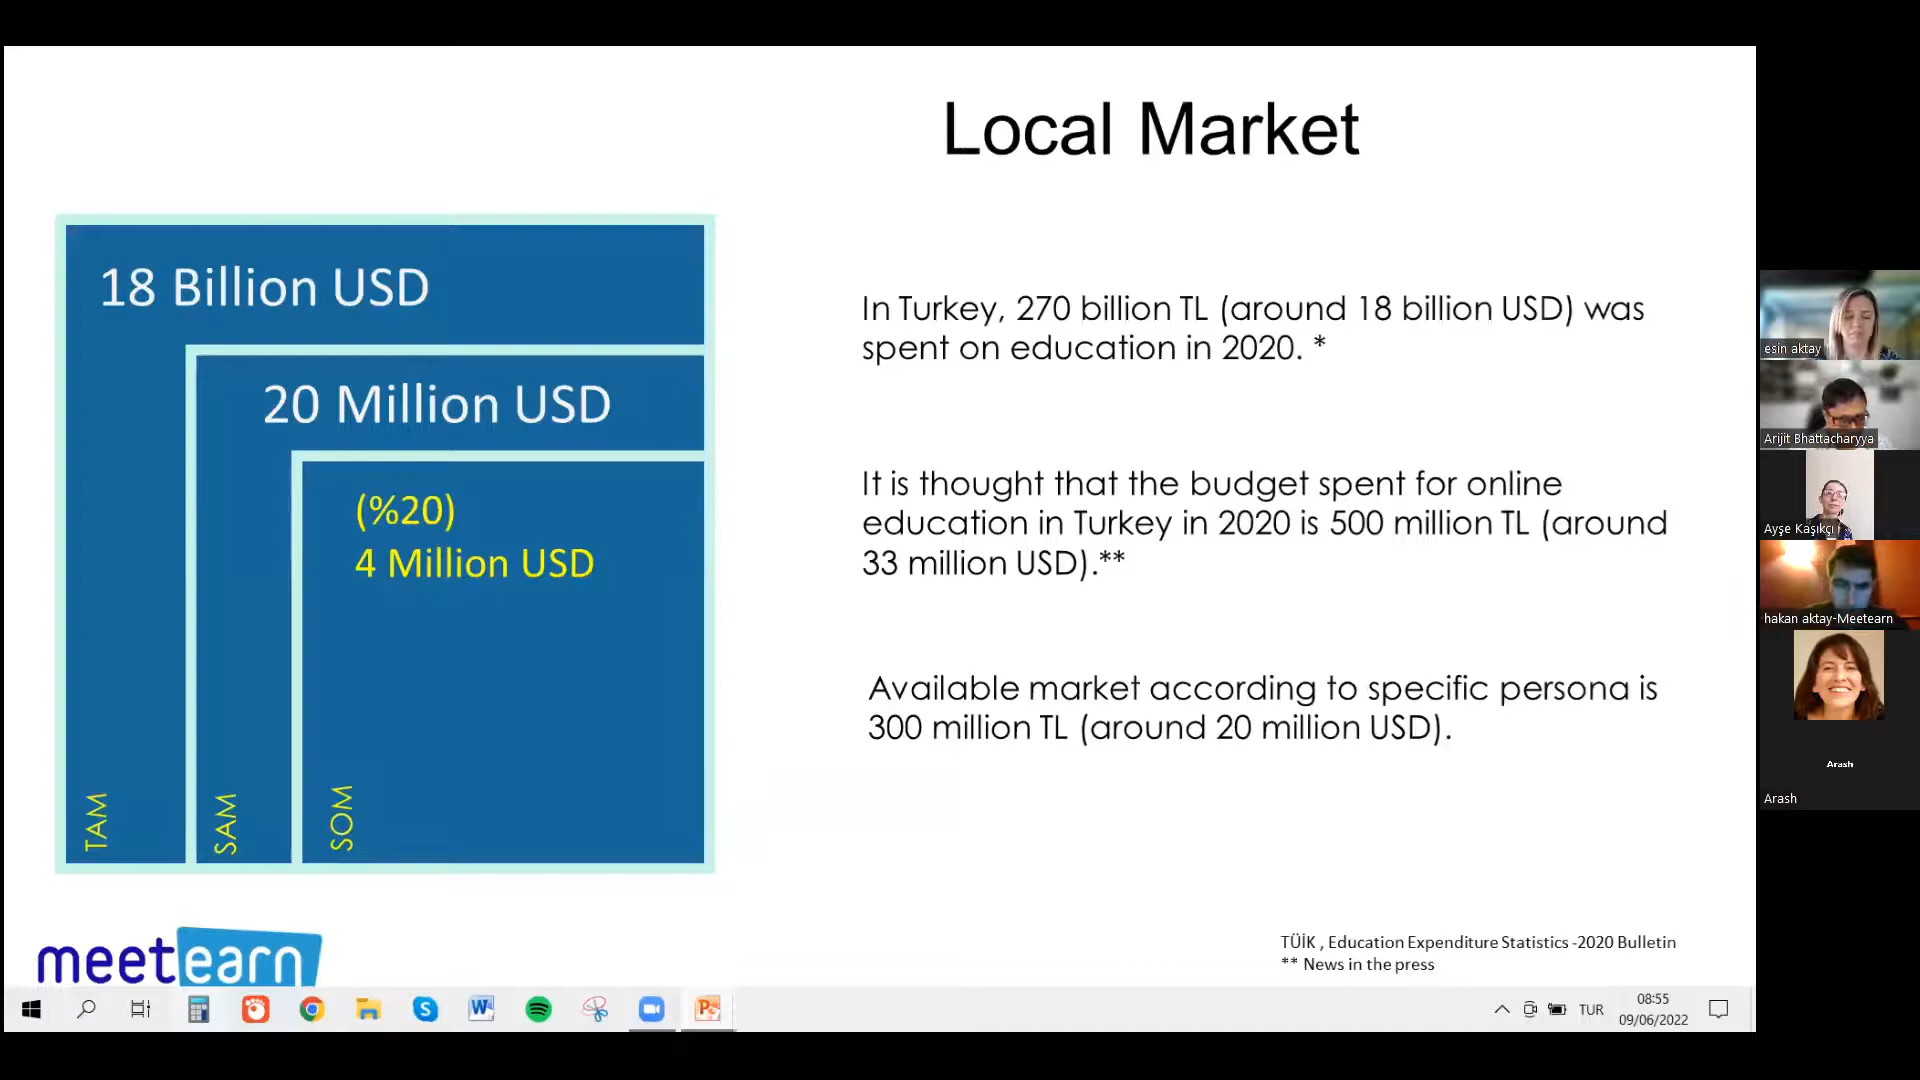 Local Market
18 Billion USD
20 Million USD
(%20)
4 Million USD
TAM
SAM
SOM
In Turkey, 270 billion TL (around 18 billion USD) was
spent on education in 2020. *
It is thought that the budget spent for online
education in Turkey in 2020 is 500 million TL (around
33 million USD).**
Available market according to specific persona is
300 million TL (around 20 million USD).
TÜİK , Education Expenditure Statistics -2020 Bulletin
** News in the press
meetearn
esin aktay
Arijit Bhattacharyya
Ayşe Kaşıkçı
hakan aktay-Meetearn
Arash
Arash
TUR
08:55
09/06/2022